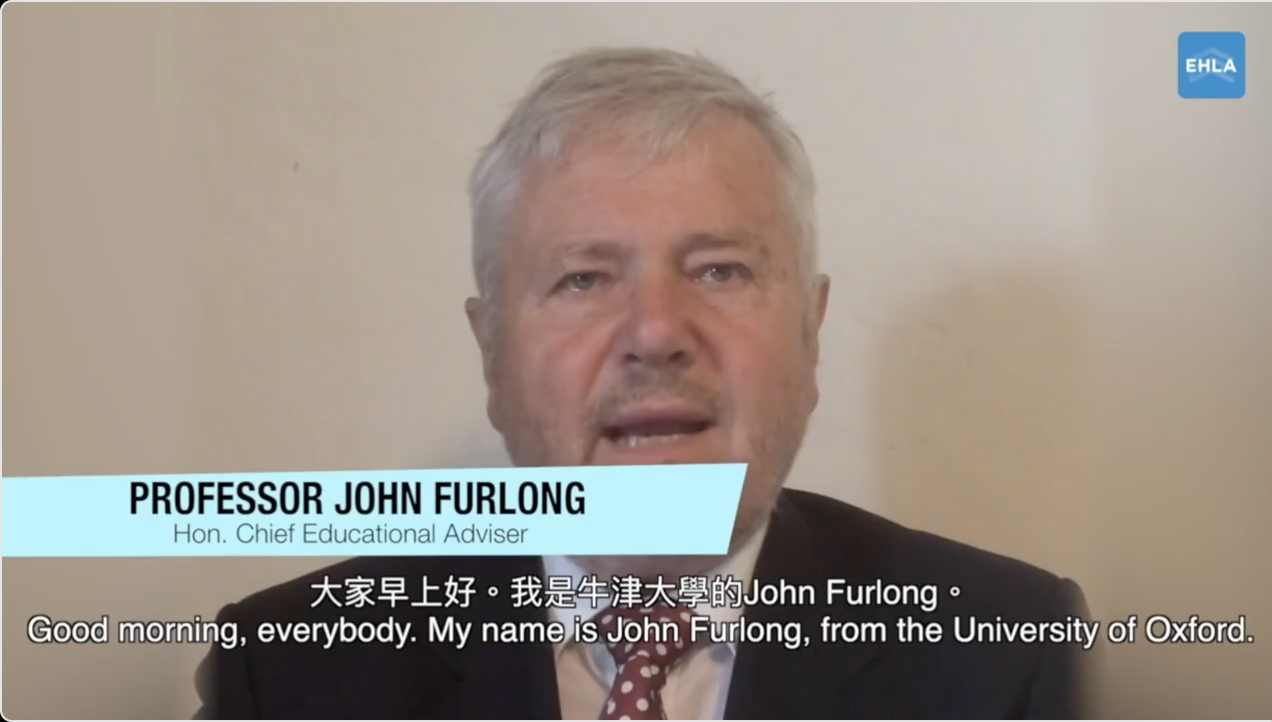 EHLA
PROFESSOR JOHN FURLONG
Hon. Chief Educational Adviser
大家早上好。我是牛津大學的John Furlong。
Good morning, everybody. My name is John Furlong, from the University of Oxford.